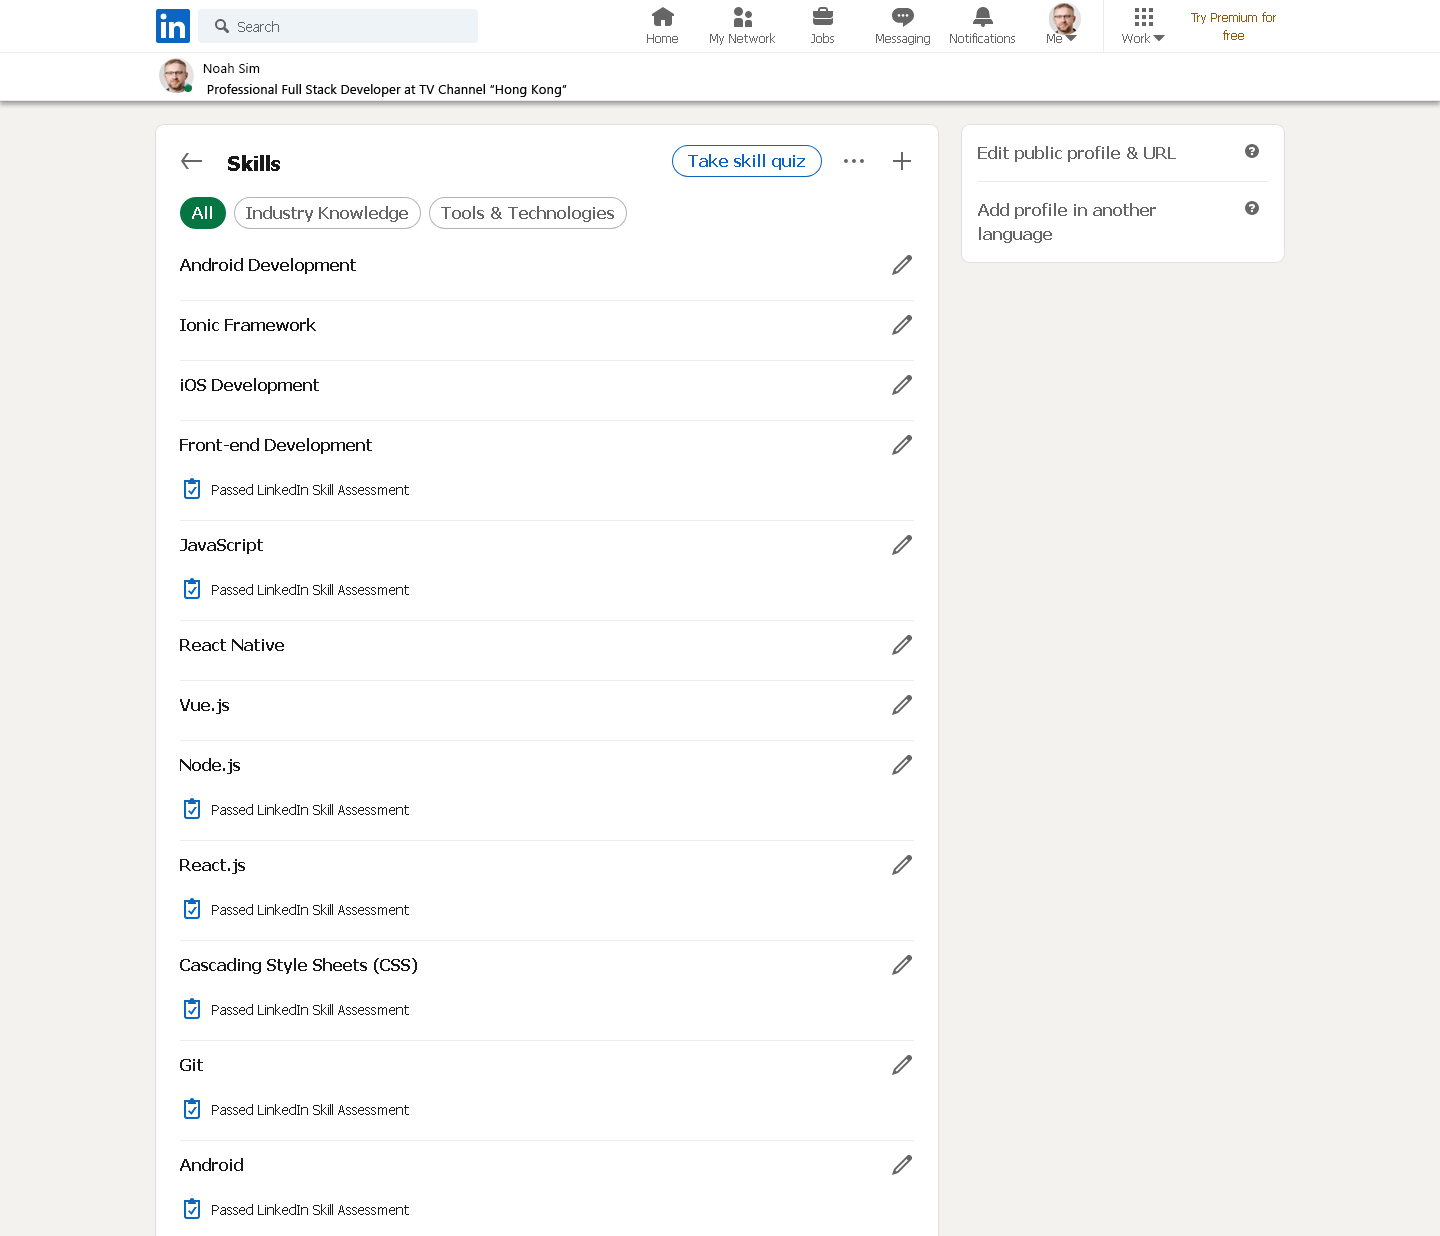 in
Search
Home
My Network
Jobs
Messaging
Notifications
Me
Work
Try Premium for
free
Noah Sim
Professional Full Stack Developer at TV Channel “Hong Kong”
Skills
Take skill quiz
All
Industry Knowledge
Tools & Technologies
Android Development
Ionic Framework
iOS Development
Front-end Development
Passed LinkedIn Skill Assessment
JavaScript
Passed LinkedIn Skill Assessment
React Native
Vue.js
Node.js
Passed LinkedIn Skill Assessment
React.js
Passed LinkedIn Skill Assessment
Cascading Style Sheets (CSS)
Passed LinkedIn Skill Assessment
Git
Passed LinkedIn Skill Assessment
Android
Passed LinkedIn Skill Assessment
Edit public profile & URL
Add profile in another
language